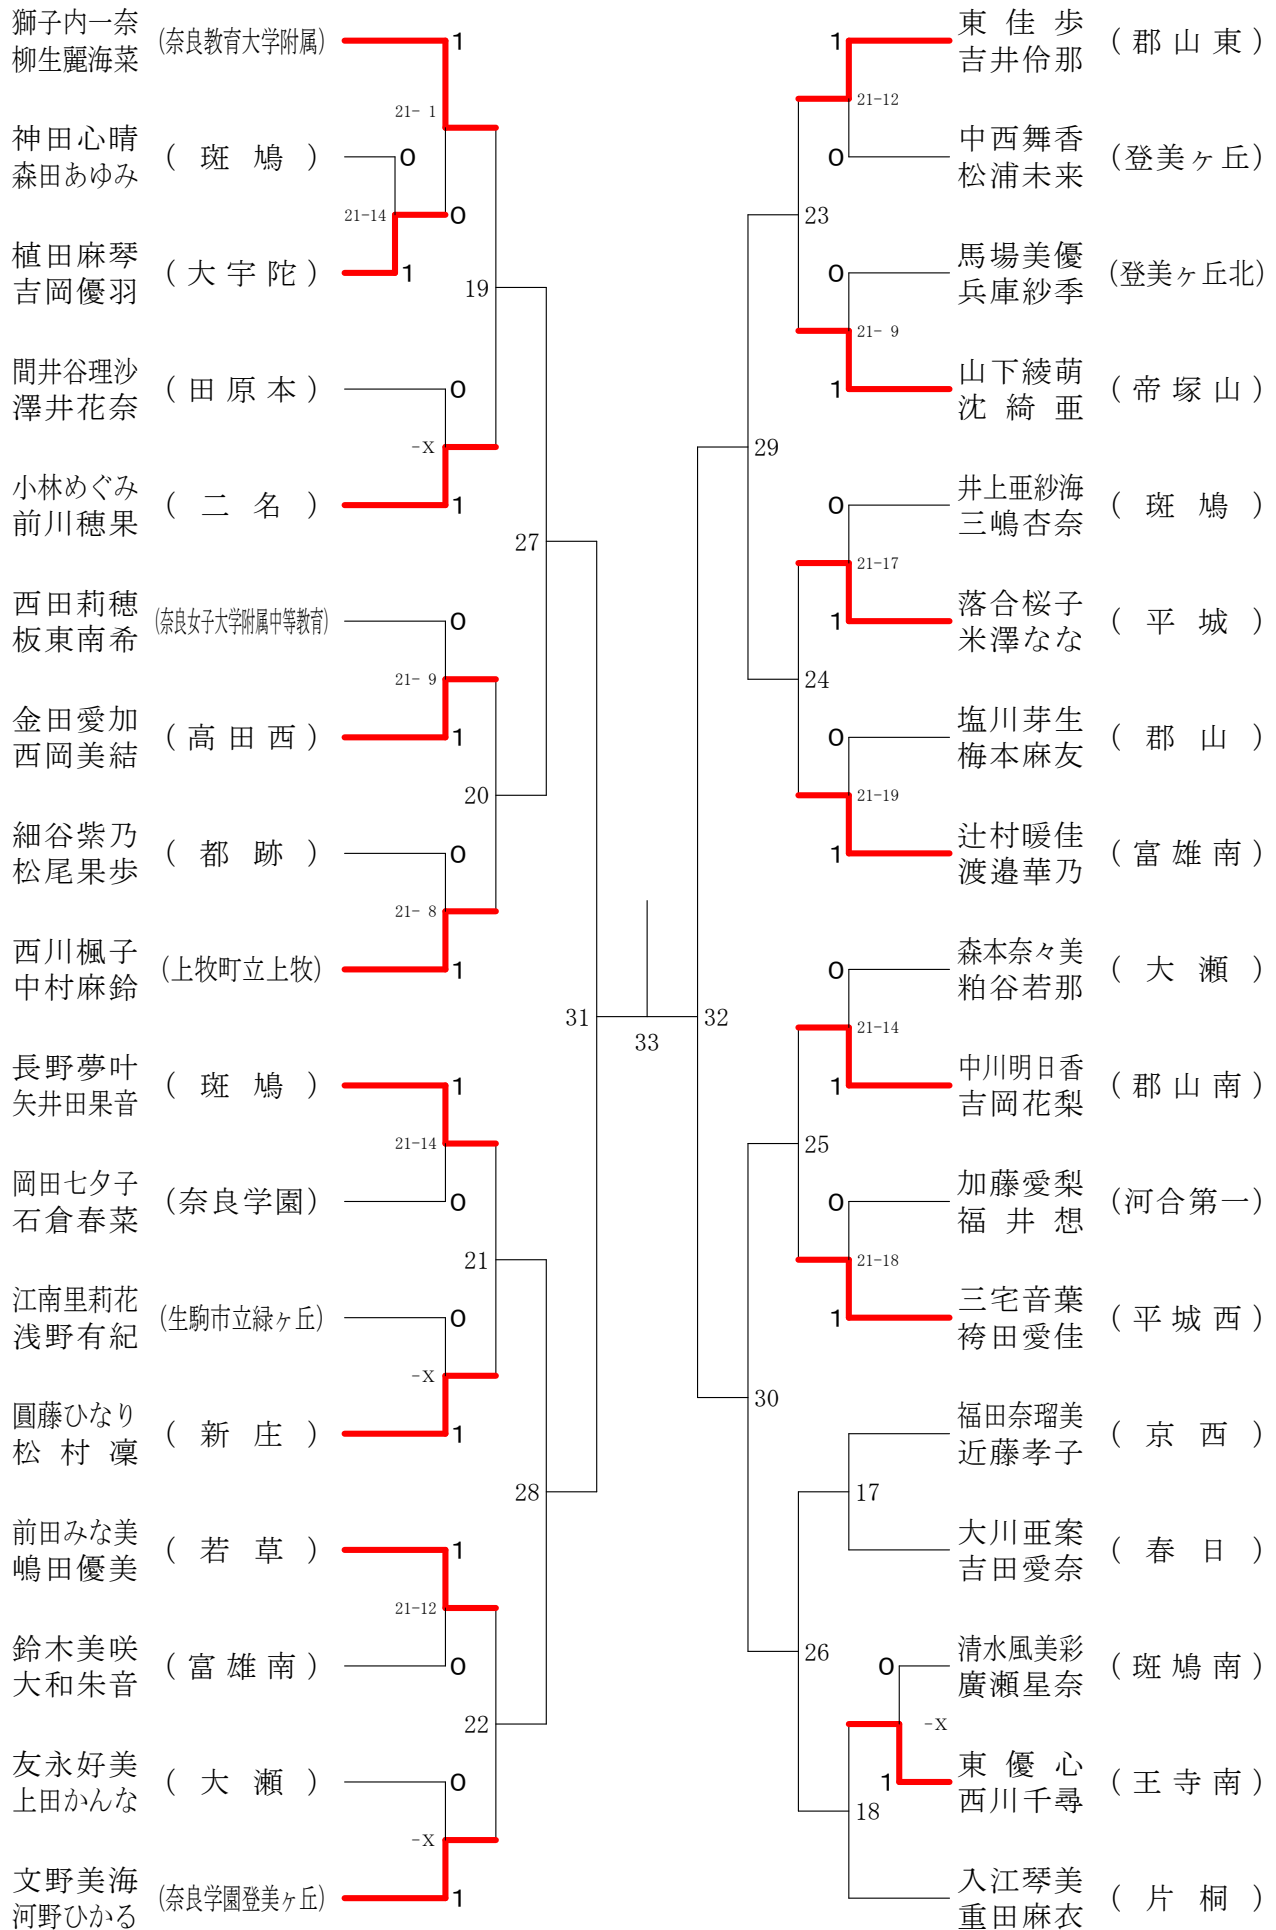 獅子内一奈
柳生麗海菜
(奈良教育大学附属)
1
21- 1
神田心晴
森田あゆみ
( 斑 鳩 )
0
21-14
0
植田麻琴
吉岡優羽
( 大 宇 陀 )
1
19
間井谷理沙
澤井花奈
( 田 原 本 )
0
-X
小林めぐみ
前川穂果
( 二 名 )
1
27
西田莉穂
板東南希
(奈良女子大学附属中等教育)
0
21- 9
金田愛加
西岡美結
( 高 田 西 )
1
20
細谷紫乃
松尾果歩
( 都 跡 )
0
21- 8
西川楓子
中村麻鈴
(上牧町立上牧)
1
31
33
32
長野夢叶
矢井田果音
( 斑 鳩 )
1
21-14
岡田七夕子
石倉春菜
(奈良学園)
0
21
江南里莉花
浅野有紀
(生駒市立緑ヶ丘)
0
-X
圓藤ひなり
松 村 凜
( 新 庄 )
1
28
前田みな美
嶋田優美
( 若 草 )
1
21-12
鈴木美咲
大和朱音
( 富 雄 南 )
0
22
友永好美
上田かんな
( 大 瀬 )
0
-X
文野美海
河野ひかる
(奈良学園登美ヶ丘)
1
1
東 佳 歩
吉井伶那
( 郡 山 東 )
21-12
0
中西舞香
松浦未来
(登美ヶ丘)
23
0
馬場美優
兵庫紗季
(登美ヶ丘北)
21- 9
1
山下綾萌
沈 綺 亜
( 帝 塚 山 )
29
0
井上亜紗海
三嶋杏奈
( 斑 鳩 )
21-17
1
落合桜子
米澤なな
( 平 城 )
24
0
塩川芽生
梅本麻友
( 郡 山 )
21-19
1
辻村暖佳
渡邉華乃
( 富 雄 南 )
0
森本奈々美
粕谷若那
( 大 瀬 )
21-14
1
中川明日香
吉岡花梨
( 郡 山 南 )
25
0
加藤愛梨
福 井 想
(河合第一)
21-18
1
三宅音葉
袴田愛佳
( 平 城 西 )
30
福田奈瑠美
近藤孝子
( 京 西 )
17
大川亜案
吉田愛奈
( 春 日 )
26
0
清水風美彩
廣瀬星奈
( 斑 鳩 南 )
-X
1
東 優 心
西川千尋
( 王 寺 南 )
18
入江琴美
重田麻衣
( 片 桐 )